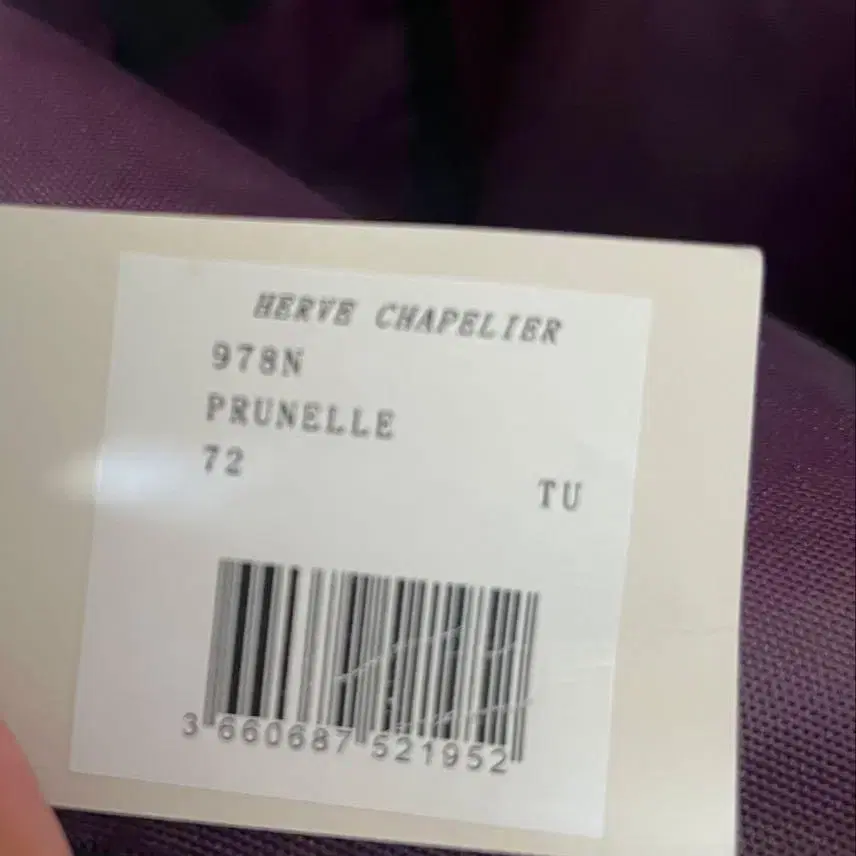 HERVE CHAPELIER
978N
PRUNELLE
72
TU
3 660687 521952